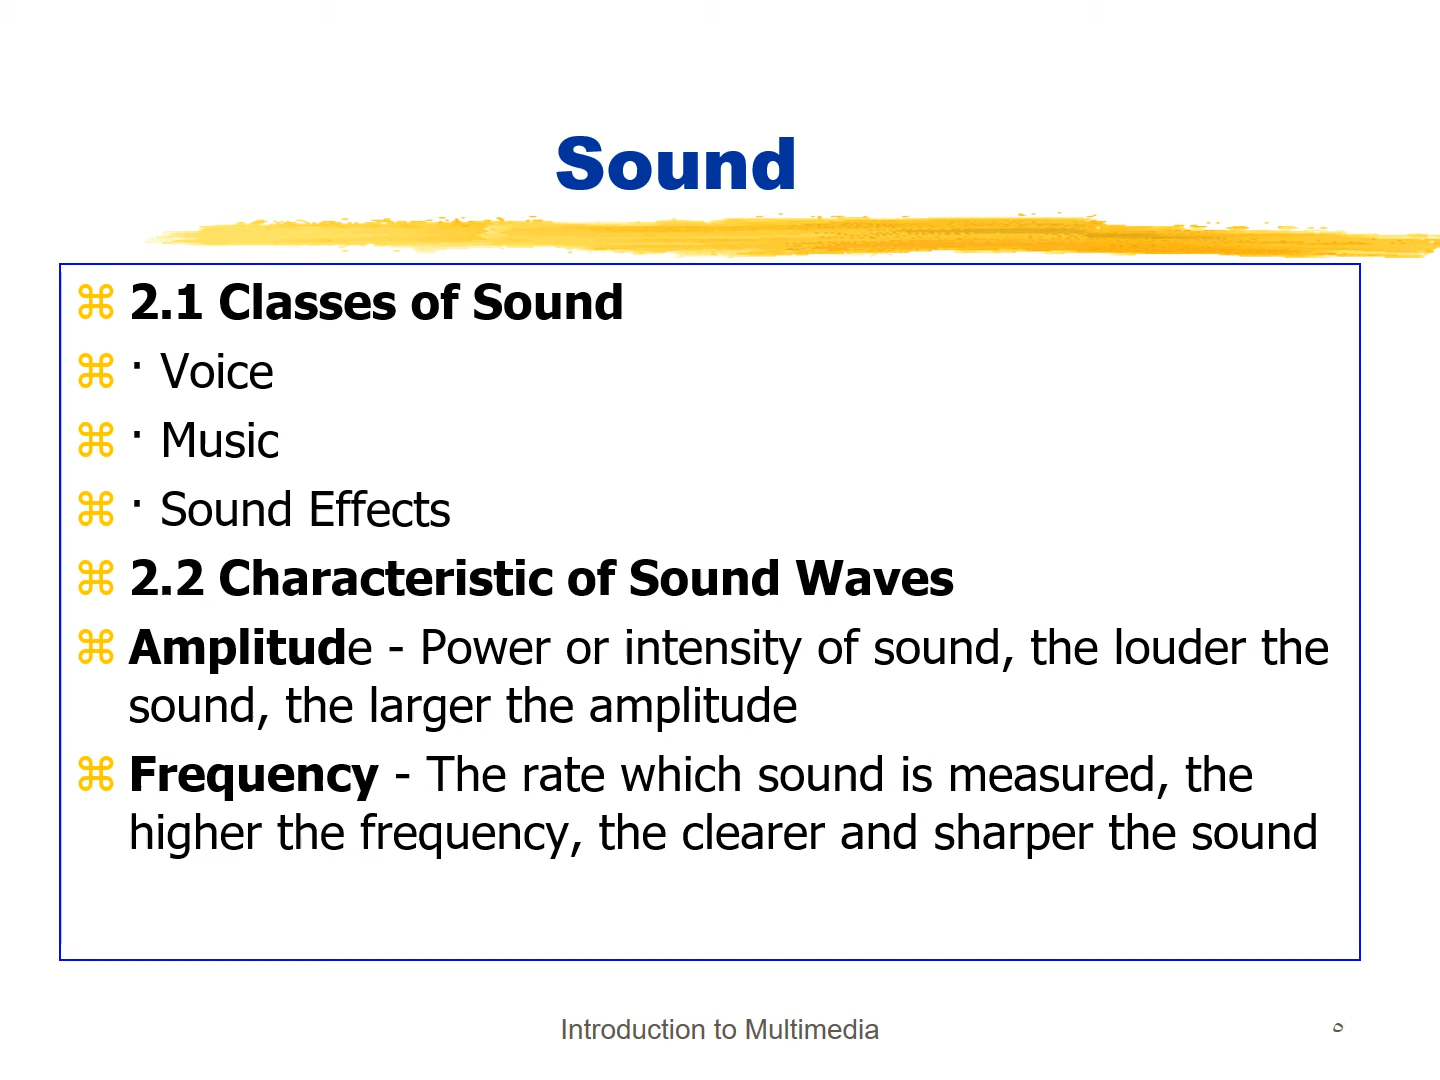 Sound
⌘ 2.1 Classes of Sound
⌘ · Voice
⌘ · Music
⌘ · Sound Effects
⌘ 2.2 Characteristic of Sound Waves
⌘ Amplitude - Power or intensity of sound, the louder the
sound, the larger the amplitude
⌘ Frequency - The rate which sound is measured, the
higher the frequency, the clearer and sharper the sound
Introduction to Multimedia
٥